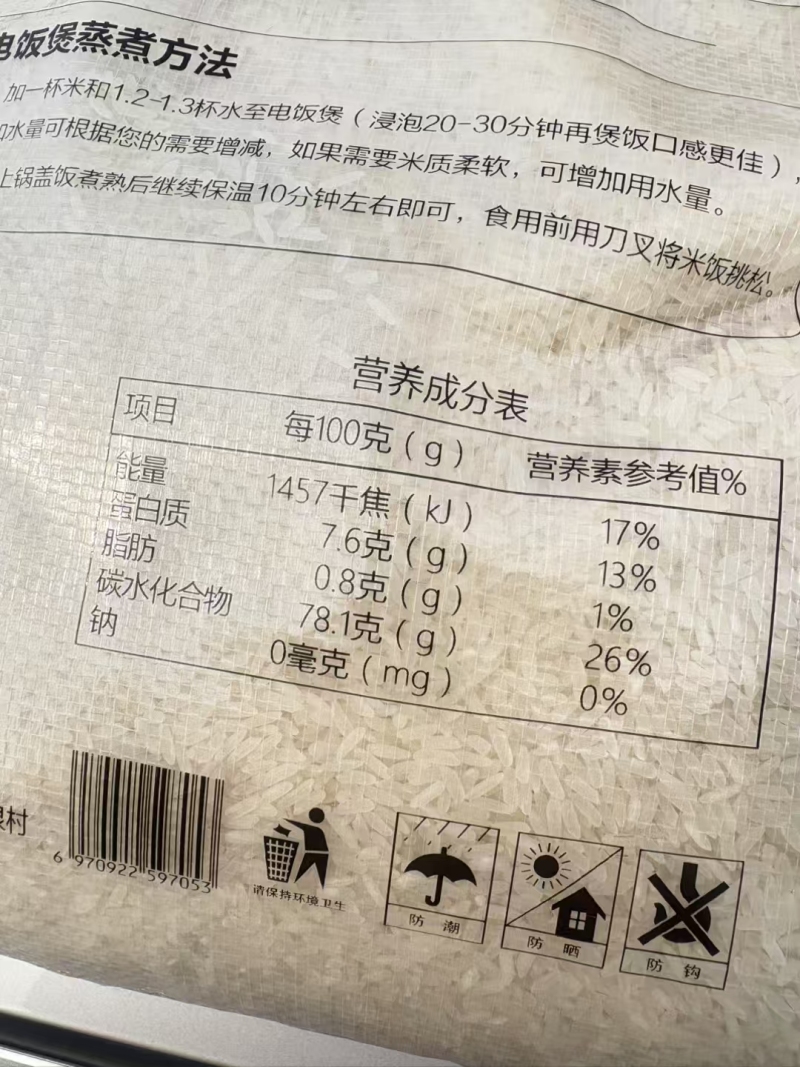 电饭煲蒸煮方法
加一杯米和1.2-1.3杯水至电饭煲（浸泡20-30分钟再煲饭口感更佳），
加水量可根据您的需要增减，如果需要米质柔软，可增加用水量。
上锅盖饭煮熟后继续保温10分钟左右即可，食用前用刀叉将米饭挑松。
营养成分表
项目 每100克（g） 营养素参考值%
能量 1457千焦（kJ） 17%
蛋白质 7.6克（g） 13%
脂肪 0.8克（g） 1%
碳水化合物 78.1克（g） 26%
钠 0毫克（mg） 0%
村
6 970922 597053
请保持环境卫生
防 潮
防 晒
防 钩